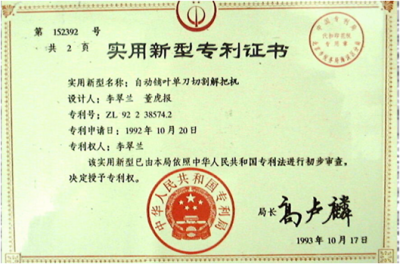 第 152392 号
共 2 页
实用新型专利证书
实用新型名称：自动储叶单刀切割解把机
设计人：李翠兰 董虎报
专利号：ZL 92 2 38574.2
专利申请日：1992 年 10 月 20 日
专利权人：李翠兰
该实用新型已由本局依照中华人民共和国专利法进行初步审查，
决定授予专利权。
中华人民共和国专利局
局长 高卢麟
1993 年 10 月 17 日